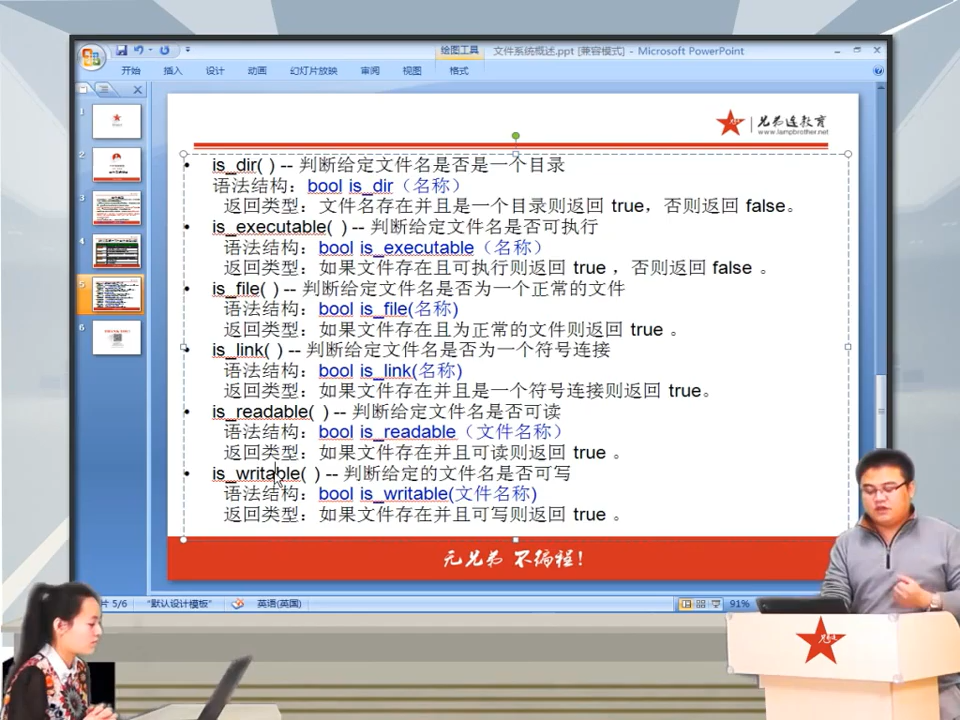 绘图工具
文件系统概述.ppt [兼容模式] - Microsoft PowerPoint
开始 插入 设计 动画 幻灯片放映 审阅 视图 格式
1
2
3
4
5
6
兄弟连教育
www.lampbrother.net
• is_dir( ) -- 判断给定文件名是否是一个目录
语法结构：bool is_dir（名称）
返回类型：文件名存在并且是一个目录则返回 true，否则返回 false。
• is_executable( ) -- 判断给定文件名是否可执行
语法结构：bool is_executable（名称）
返回类型：如果文件存在且可执行则返回 true ，否则返回 false 。
• is_file( ) -- 判断给定文件名是否为一个正常的文件
语法结构：bool is_file(名称)
返回类型：如果文件存在且为正常的文件则返回 true 。
• is_link( ) -- 判断给定文件名是否为一个符号连接
语法结构：bool is_link(名称)
返回类型：如果文件存在并且是一个符号连接则返回 true。
• is_readable( ) -- 判断给定文件名是否可读
语法结构：bool is_readable（文件名称）
返回类型：如果文件存在并且可读则返回 true 。
• is_writable( ) -- 判断给定的文件名是否可写
语法结构：bool is_writable(文件名称)
返回类型：如果文件存在并且可写则返回 true 。
无兄弟 不编程！
片 5/6 "默认设计模板" 英语(英国) 91%